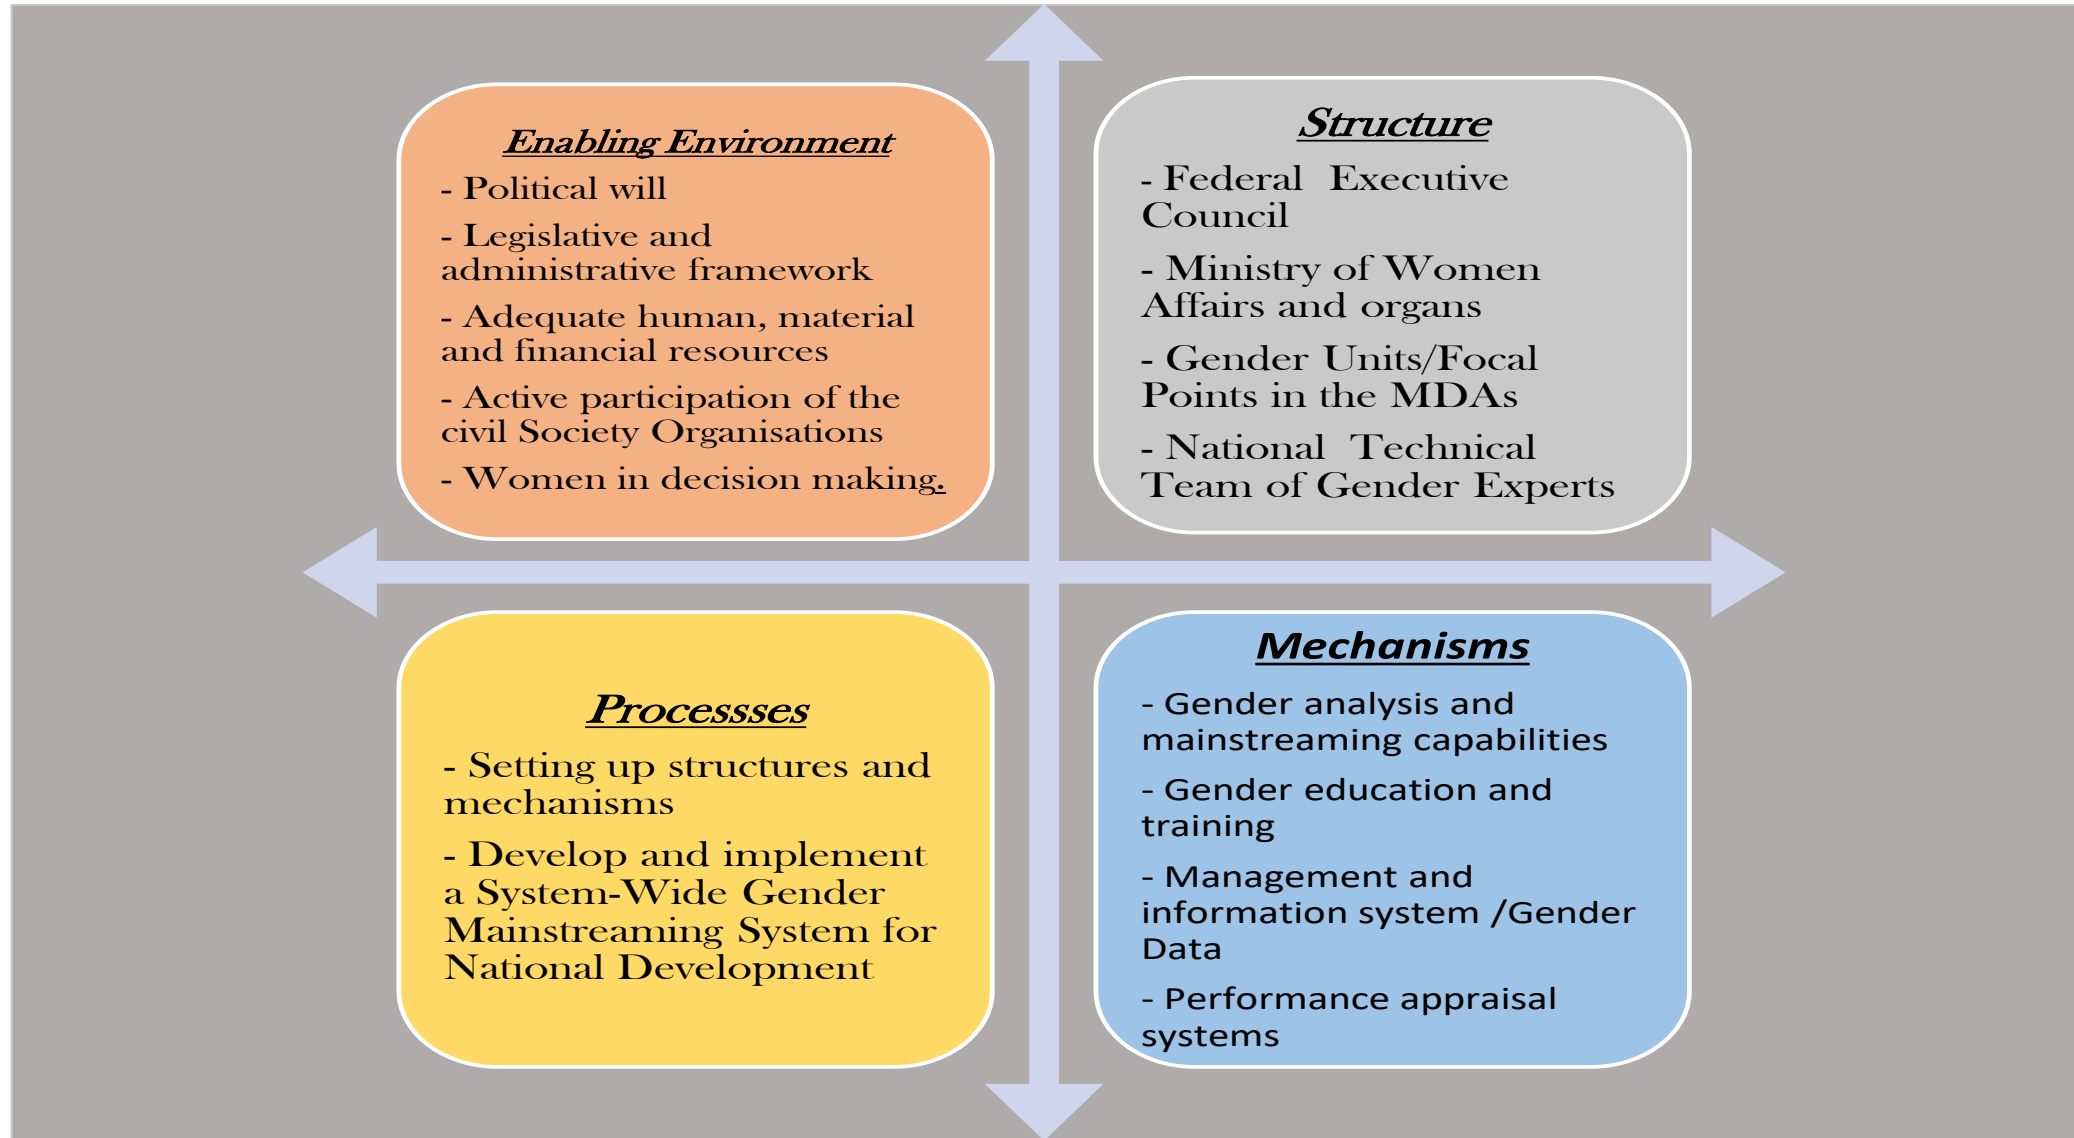 Enabling Environment
- Political will
- Legislative and
administrative framework
- Adequate human, material
and financial resources
- Active participation of the
civil Society Organisations
- Women in decision making.
Structure
- Federal Executive
Council
- Ministry of Women
Affairs and organs
- Gender Units/Focal
Points in the MDAs
- National Technical
Team of Gender Experts
Processses
- Setting up structures and
mechanisms
- Develop and implement
a System-Wide Gender
Mainstreaming System for
National Development
Mechanisms
- Gender analysis and
mainstreaming capabilities
- Gender education and
training
- Management and
information system /Gender
Data
- Performance appraisal
systems